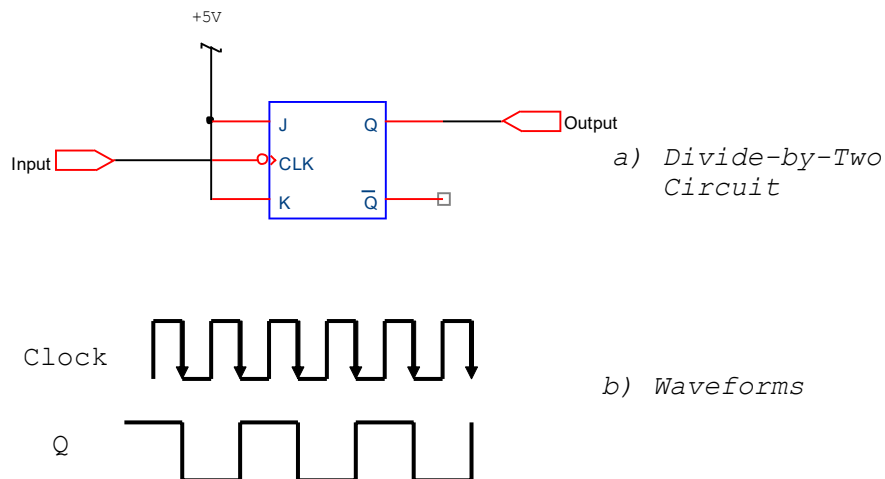 +5V
J
Q
Input
CLK
Output
K
Q̅
a) Divide-by-Two
Circuit
Clock
Q
b) Waveforms